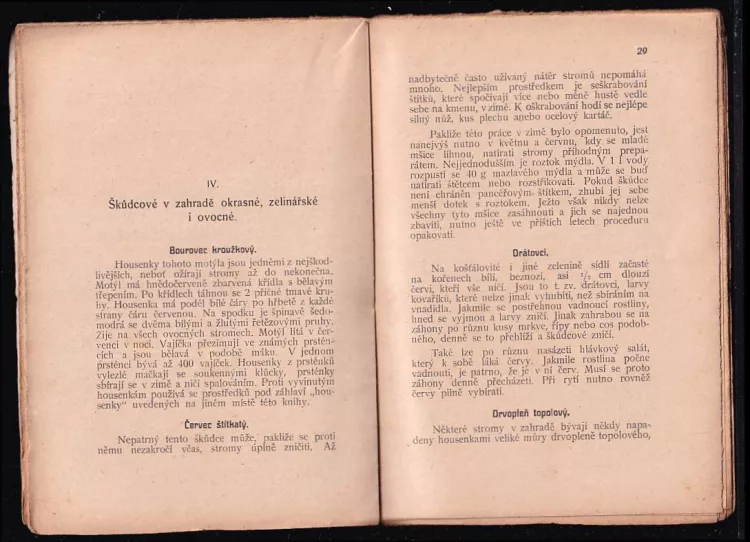 IV.
Škůdcové v zahradě okrasné, zelinářské
i ovocné.
Bourovec kroužkový.
Housenky tohoto motýla jsou jedněmi z nejškod-
livějších, neboť ožírají stromy až do nekonečna.
Motýl má hnědočerveně zbarvená křídla s bělavým
třepením. Po křídlech táhnou se 2 příčné tmavé kru-
hy. Housenka má podél bílé čáry po hřbetě z každé
strany čáru červenou. Na spodku je špinavě šedo-
modrá se dvěma bílými a žlutými řetězovými pruhy.
Žije na všech ovocných stromech. Motýl lítá v čer-
venci v noci. Vajíčka přezimují ve známých prstén-
cích a jsou bělavá v podobě míku. V jednom
prsténci bývá až 400 vajíček. Housenky z prsténků
vylezlé mačkají se soukennými klůcky, prsténky
sbírají se v zimě a ničí spalováním. Proti vyvinutým
housenkám používá se prostředků pod záhlaví „hou-
senky" uvedených na jiném místě této knihy.
Červec štítkatý.
Nepatrný tento škůdce může, pakliže se proti
němu nezakročí včas, stromy úplně zničiti. Až
29
nadbytečně často užívaný nátěr stromů nepomáhá
mnoho. Nejlepším prostředkem je seškrabování
štítků, které spočívají více nebo méně hustě vedle
sebe na kmenu, v zimě. K oškrabování hodí se nejlépe
silný nůž, kus plechu anebo ocelový kartáč.
Pakliže této práce v zimě bylo opomenuto, jest
nanejvýš nutno v květnu a červnu, kdy se mladé
mšice líhnou, natírati stromy příhodným prepa-
rátem. Nejjednodušším je roztok mýdla. V 1 l vody
rozpustí se 40 g mazlavého mýdla a může se buď
natírati štětcem nebo rozstřikovati. Pokud škůdce
není chráněn pancéřovým štítkem, zhubí jej sebe
menší dotek s roztokem. Ježto však nikdy nelze
všechny tyto mšice zasáhnouti a jich se najednou
zbaviti, nutno ještě ve příštích letech proceduru
opakovati.
Drátovci.
Na košťálovité i jiné zelenině sídlí začasté
na kořenech bílí, beznozí, asi ²/₃ cm dlouzí
červi, kteří vše ničí. Jsou to t. zv. drátovci, larvy
kovaříků, které nelze jinak vyhubiti, než sbíráním na
vnadidla. Jakmile se postřehnou vadnoucí rostliny,
hned se vyjmou a larvy zničí. Jinak zahrabou se na
záhony po různu kusy mrkve, řípy nebo cos podob-
ného, denně se to přehlíží a škůdcové zničí.
Také lze po různu nasázeti hlávkový salát,
který k sobě láká červy. Jakmile rostlina počne
vadnouti, je patrno, že je v ní červ. Musí se proto
záhony denně přecházeti. Při rytí nutno rovněž
červy pilně vybírati.
Drvopleň topolový.
Některé stromy v zahradě bývají někdy napa-
deny housenkami veliké můry drvopleně topolového,